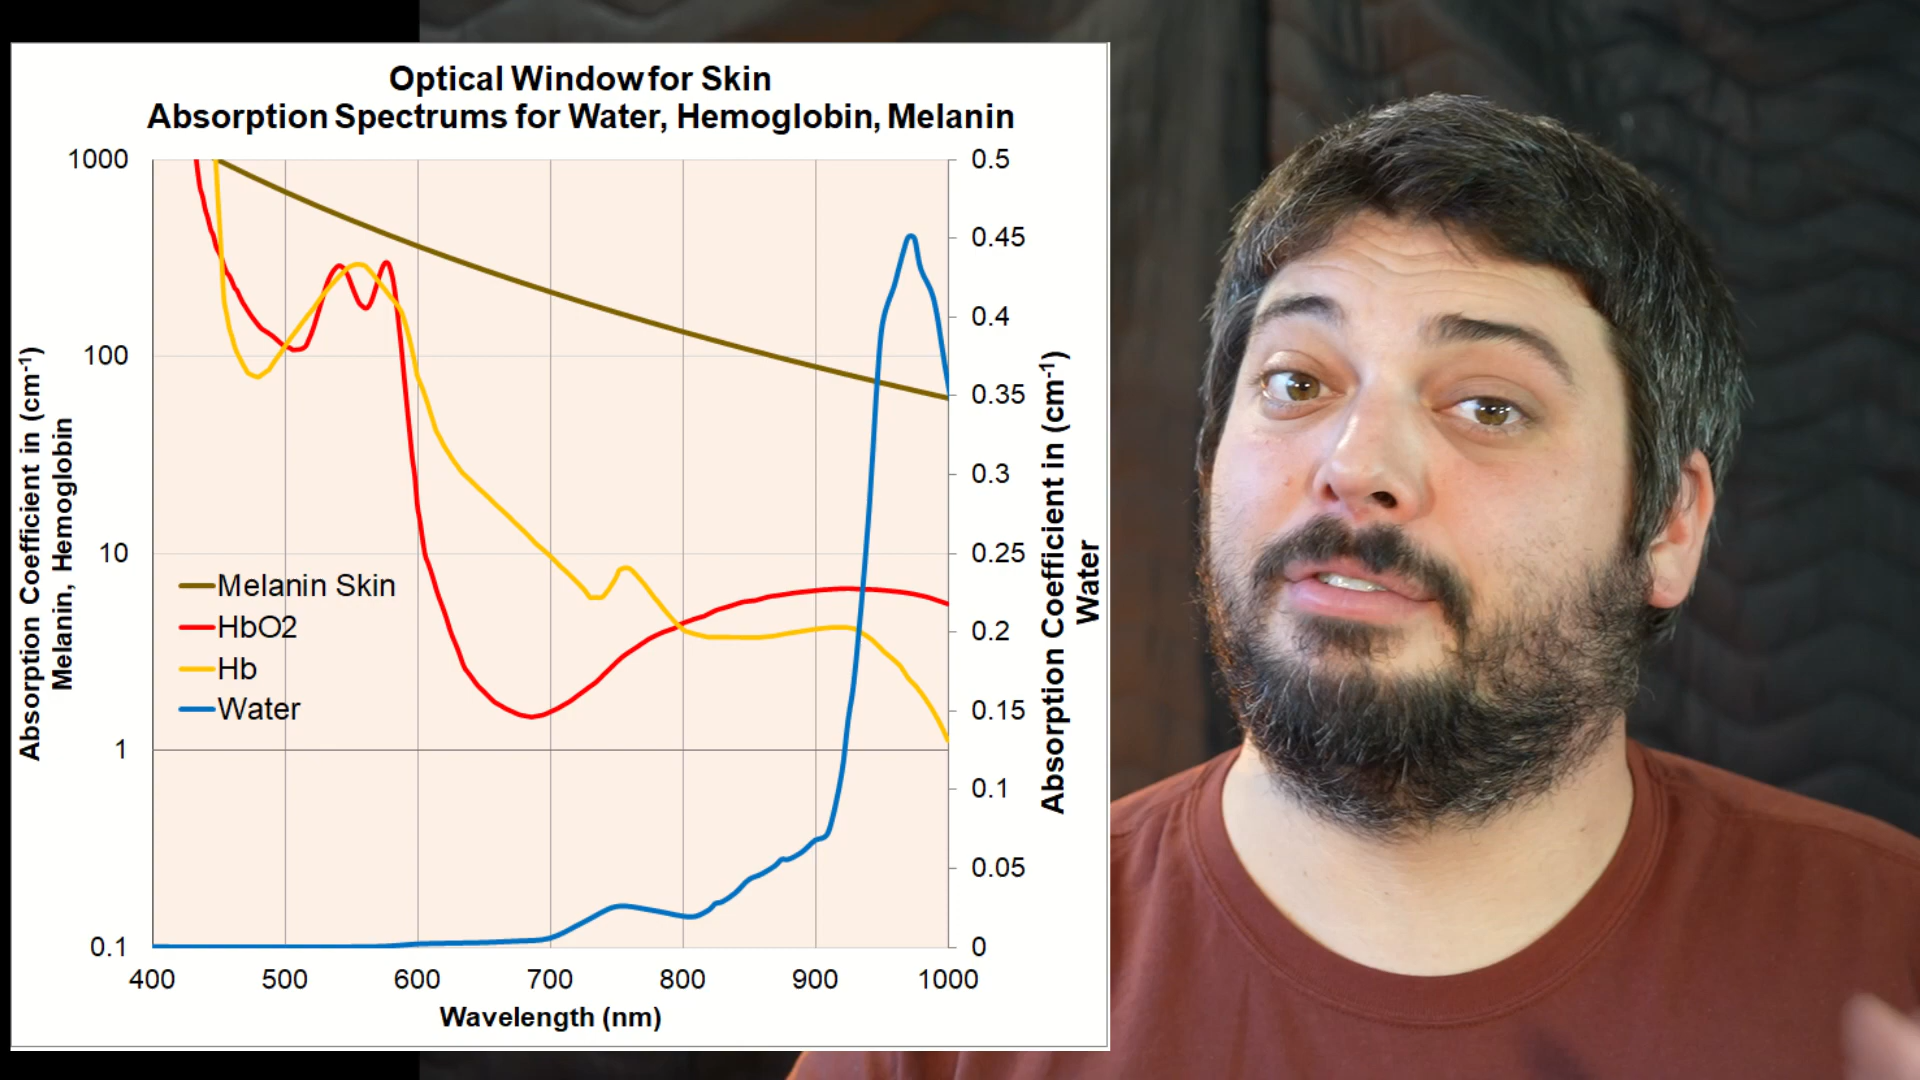 Optical Window for Skin
Absorption Spectrums for Water, Hemoglobin, Melanin
Absorption Coefficient in (cm⁻¹)
Melanin, Hemoglobin
1000
100
10
1
0.1
Melanin Skin
HbO2
Hb
Water
0.5
0.45
0.4
0.35
0.3
0.25
0.2
0.15
0.1
0.05
0
Absorption Coefficient in (cm⁻¹)
Water
400 500 600 700 800 900 1000
Wavelength (nm)